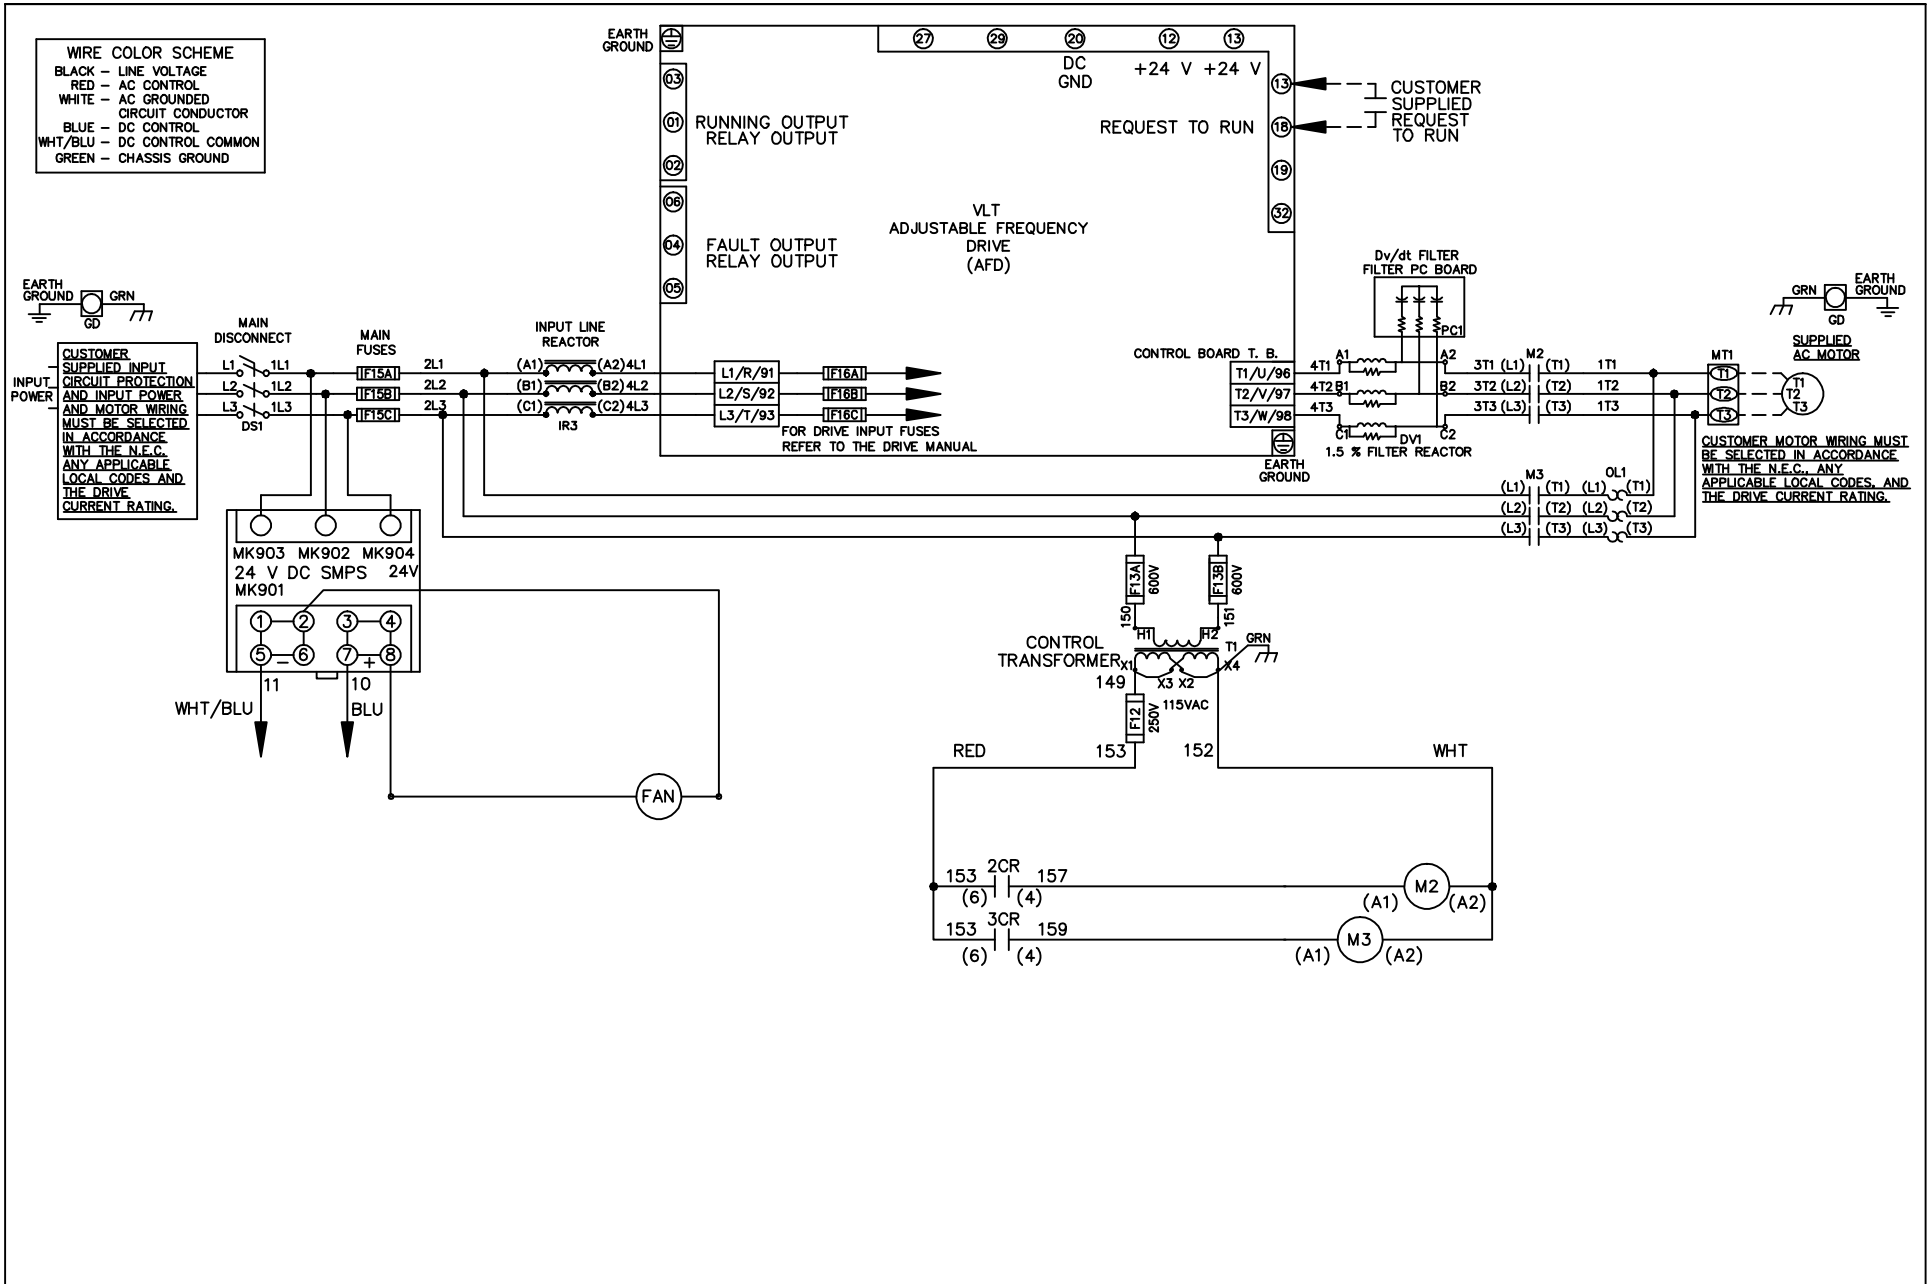 WIRE COLOR SCHEME
BLACK – LINE VOLTAGE
RED – AC CONTROL
WHITE – AC GROUNDED
CIRCUIT CONDUCTOR
BLUE – DC CONTROL
WHT/BLU – DC CONTROL COMMON
GREEN – CHASSIS GROUND
EARTH
GROUND
03
01
02
RUNNING OUTPUT
RELAY OUTPUT
06
04
05
FAULT OUTPUT
RELAY OUTPUT
27
29
20
12
13
DC
GND
+24 V
+24 V
13
18
19
32
REQUEST TO RUN
CUSTOMER
SUPPLIED
REQUEST
TO RUN
VLT
ADJUSTABLE FREQUENCY
DRIVE
(AFD)
Dv/dt FILTER
FILTER PC BOARD
PC1
EARTH
GROUND
GRN
GD
INPUT
POWER
CUSTOMER
SUPPLIED INPUT
CIRCUIT PROTECTION
AND INPUT POWER
AND MOTOR WIRING
MUST BE SELECTED
IN ACCORDANCE
WITH THE N.E.C.
ANY APPLICABLE
LOCAL CODES AND
THE DRIVE
CURRENT RATING.
MAIN
DISCONNECT
L1 1L1
L2 1L2
L3 1L3
DS1
MAIN
FUSES
F15A
F15B
F15C
2L1
2L2
2L3
INPUT LINE
REACTOR
(A1) (A2) 4L1
(B1) (B2) 4L2
(C1) (C2) 4L3
IR3
L1/R/91
L2/S/92
L3/T/93
F16A
F16B
F16C
FOR DRIVE INPUT FUSES
REFER TO THE DRIVE MANUAL
CONTROL BOARD T. B.
T1/U/96
T2/V/97
T3/W/98
EARTH
GROUND
4T1 A1 A2
4T2 B1 B2
4T3 C1 C2
DV1
1.5 % FILTER REACTOR
M2
3T1 (L1) (T1) 1T1
3T2 (L2) (T2) 1T2
3T3 (L3) (T3) 1T3
MT1
T1
T2
T3
GRN
GD
EARTH
GROUND
SUPPLIED
AC MOTOR
T1
T2
T3
CUSTOMER MOTOR WIRING MUST
BE SELECTED IN ACCORDANCE
WITH THE N.E.C., ANY
APPLICABLE LOCAL CODES, AND
THE DRIVE CURRENT RATING.
M3 OL1
(L1) (T1) (L1) (T1)
(L2) (T2) (L2) (T2)
(L3) (T3) (L3) (T3)
MK903 MK902 MK904
24 V DC SMPS 24V
MK901
1 2 3 4
5 – 6 7 + 8
11
10
WHT/BLU
BLU
FAN
F13A
600V
F13B
600V
150
151
H1
H2
CONTROL
TRANSFORMER
T1
GRN
X1
X3 X2
X4
149
115VAC
F12
250V
RED
153
152
WHT
153 2CR 157
(6) (4)
M2
(A1) (A2)
153 3CR 159
(6) (4)
M3
(A1) (A2)